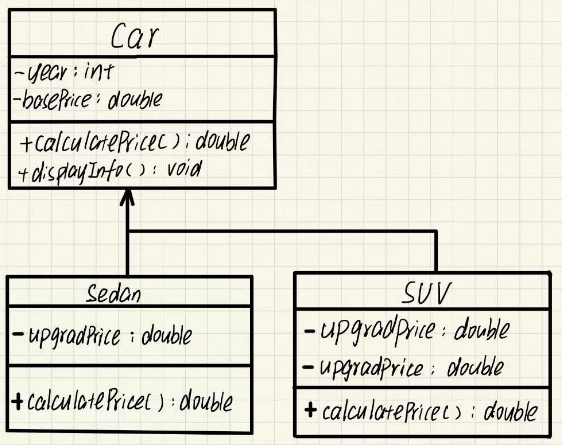 Car
-year: int
-basePrice: double
+calculatePrice(): double
+displayInfo(): void
Sedan
-upgradPrice: double
+calculatePrice(): double
SUV
-upgradPrice: double
-upgradPrice: double
+calculatePrice(): double